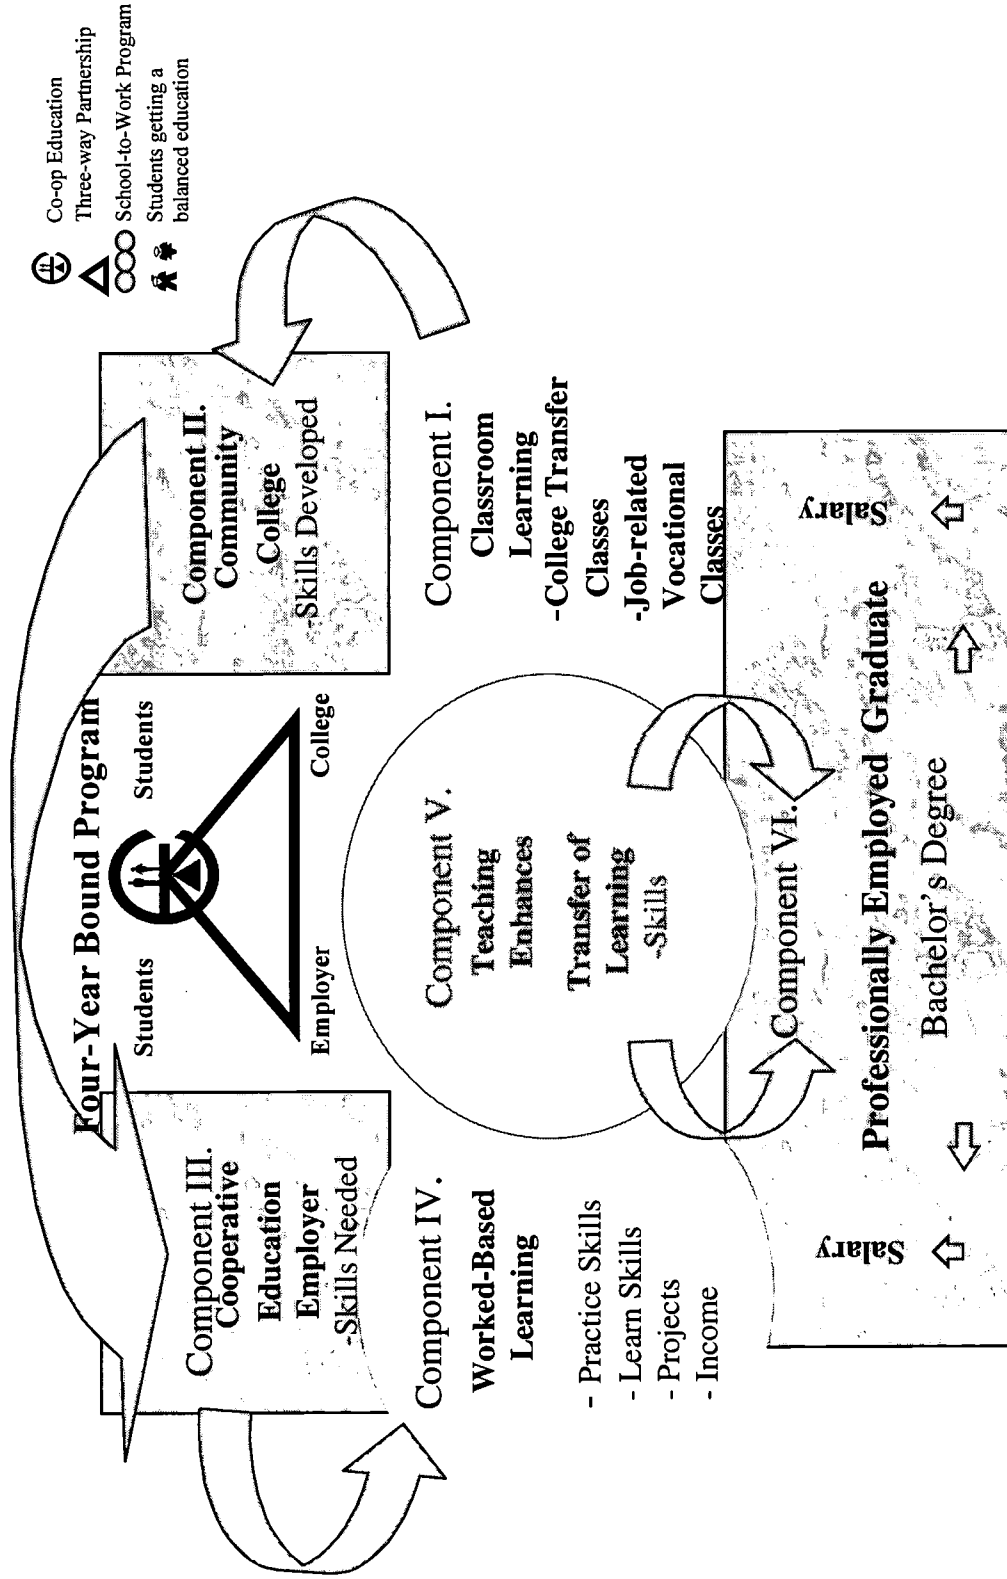 Co-op Education
Three-way Partnership
School-to-Work Program
Students getting a
balanced education
Four-Year Bound Program
Students
Students
Employer
College
Component III.
Cooperative
Education
Employer
-Skills Needed
Component II.
Community
College
-Skills Developed
Component IV.
Worked-Based
Learning
- Practice Skills
- Learn Skills
- Projects
- Income
Component V.
Teaching
Enhances
Transfer of
Learning
-Skills
Component I.
Classroom
Learning
-College Transfer
Classes
-Job-related
Vocational
Classes
Component VI.
Professionally Employed Graduate
Bachelor's Degree
Salary
Salary